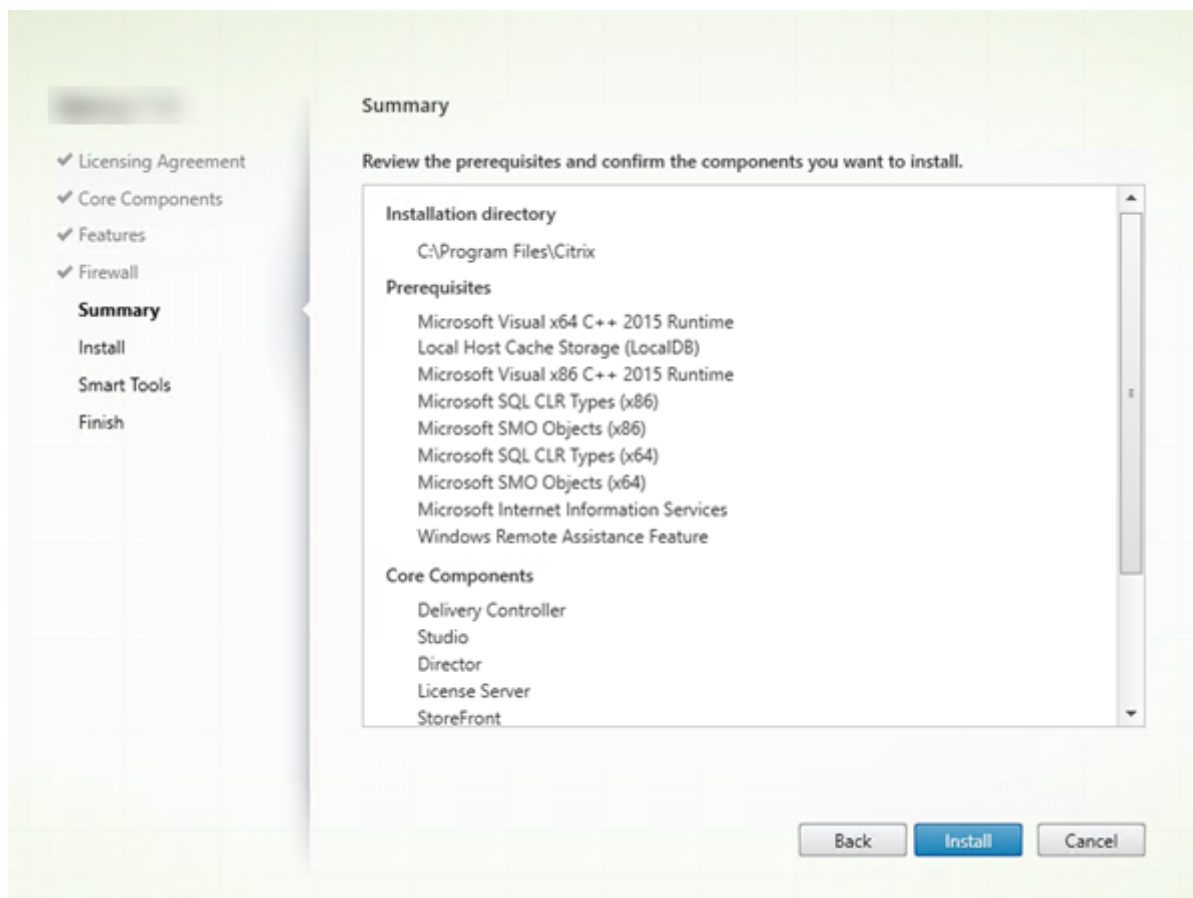 Licensing Agreement
Core Components
Features
Firewall
Summary
Install
Smart Tools
Finish
Summary
Review the prerequisites and confirm the components you want to install.
Installation directory
C:\Program Files\Citrix
Prerequisites
Microsoft Visual x64 C++ 2015 Runtime
Local Host Cache Storage (LocalDB)
Microsoft Visual x86 C++ 2015 Runtime
Microsoft SQL CLR Types (x86)
Microsoft SMO Objects (x86)
Microsoft SQL CLR Types (x64)
Microsoft SMO Objects (x64)
Microsoft Internet Information Services
Windows Remote Assistance Feature
Core Components
Delivery Controller
Studio
Director
License Server
StoreFront
Back Install Cancel